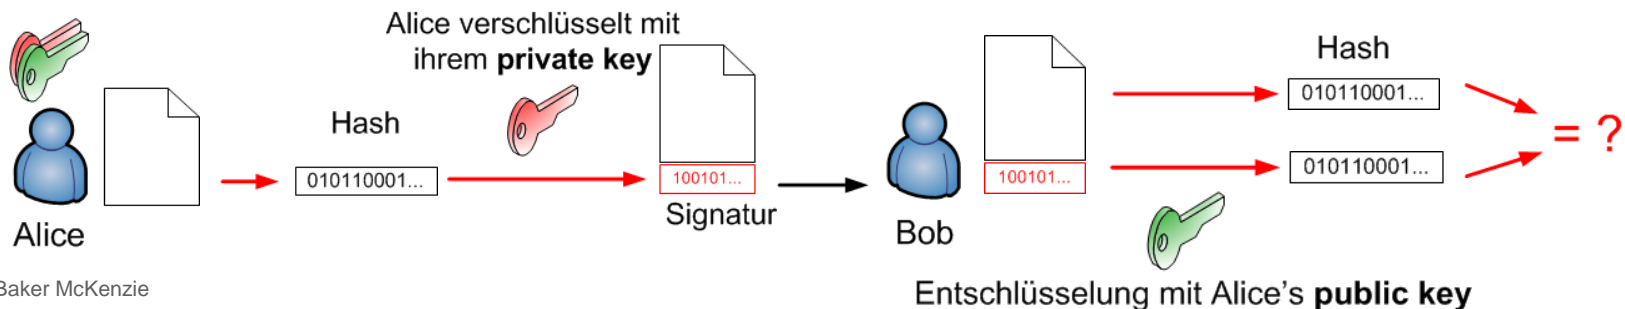 Alice verschlüsselt mit
ihrem private key
Hash
010110001...
100101...
Signatur
Alice
Bob
100101...
Hash
010110001...
010110001...
= ?
Entschlüsselung mit Alice's public key
Baker McKenzie